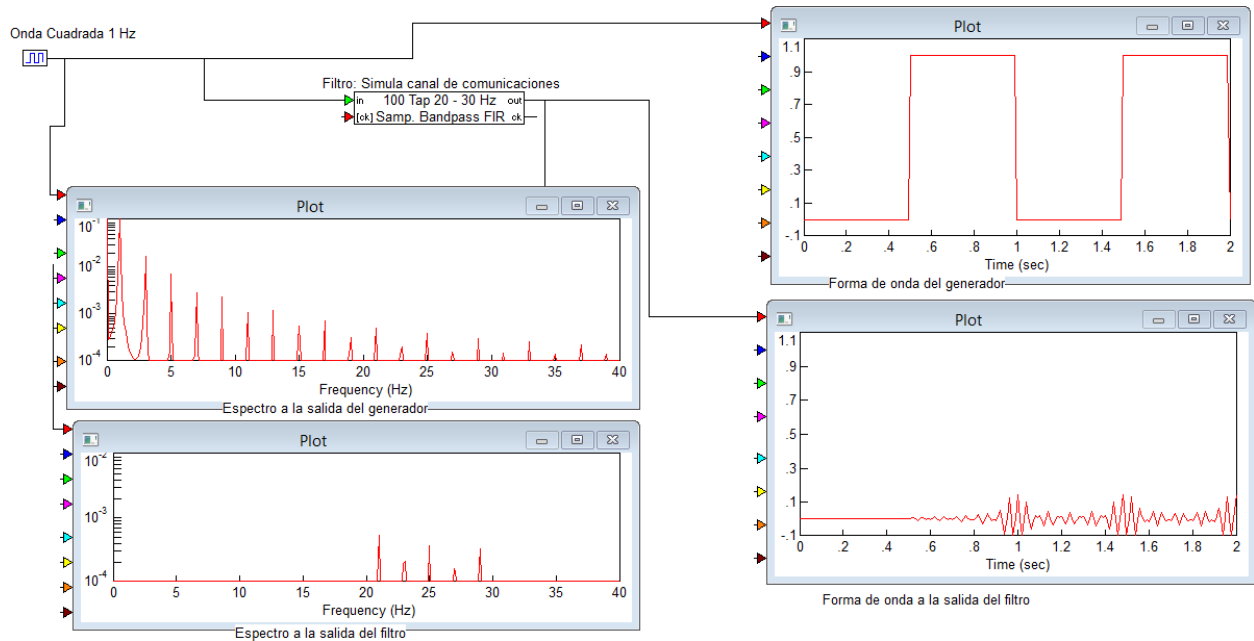 Onda Cuadrada 1 Hz
Filtro: Simula canal de comunicaciones
in 100 Tap 20 - 30 Hz out
[ck] Samp. Bandpass FIR ck
Plot
1.1
.9
.7
.5
.3
.1
-.1
0 .2 .4 .6 .8 1 1.2 1.4 1.6 1.8 2
Time (sec)
Forma de onda del generador
Plot
10-1
10-2
10-3
10-4
0 5 10 15 20 25 30 35 40
Frequency (Hz)
Espectro a la salida del generador
Plot
1.1
.9
.7
.5
.3
.1
-.1
0 .2 .4 .6 .8 1 1.2 1.4 1.6 1.8 2
Time (sec)
Forma de onda a la salida del filtro
Plot
10-2
10-3
10-4
0 5 10 15 20 25 30 35 40
Frequency (Hz)
Espectro a la salida del filtro